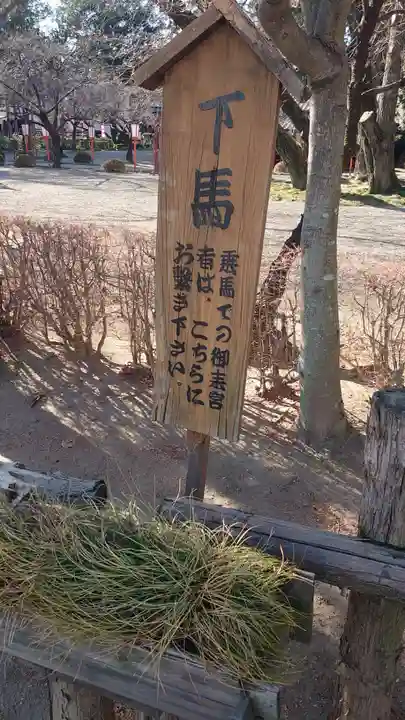 下馬
乗馬での御来宮
者は、こちらに
お繋ぎ下さい。